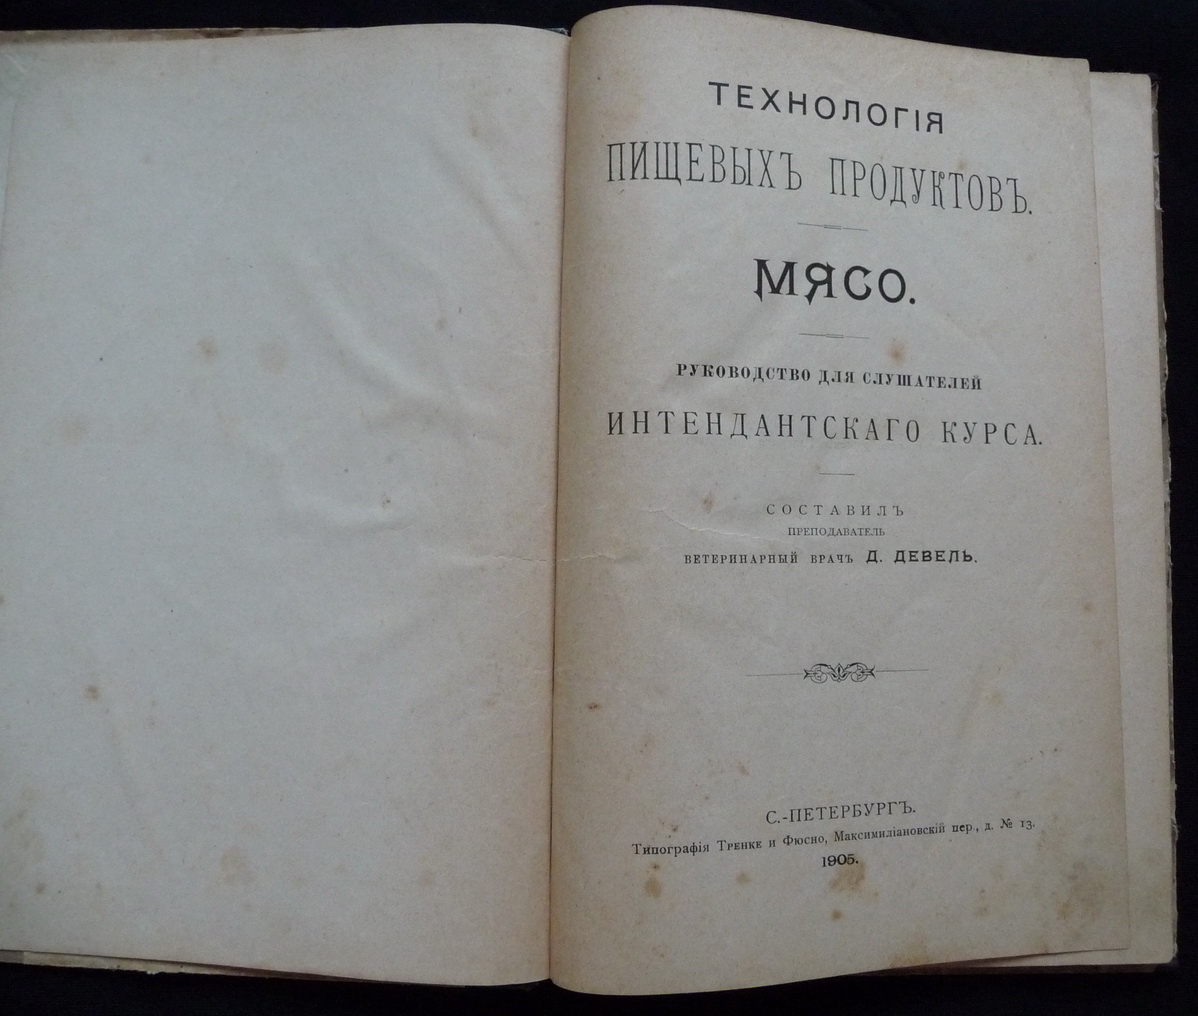 ТЕХНОЛОГІЯ
ПИЩЕВЫХЪ ПРОДУКТОВЪ.
МЯСО.
РУКОВОДСТВО ДЛЯ СЛУШАТЕЛЕЙ
ИНТЕНДАНТСКАГО КУРСА.
СОСТАВИЛЪ
ПРЕПОДАВАТЕЛЬ
ВЕТЕРИНАРНЫЙ ВРАЧЪ Д. ДЕВЕЛЬ.
С.-ПЕТЕРБУРГЪ.
Типографія Тренке и Фюсно, Максимиліановскій пер., д. № 13.
1905.